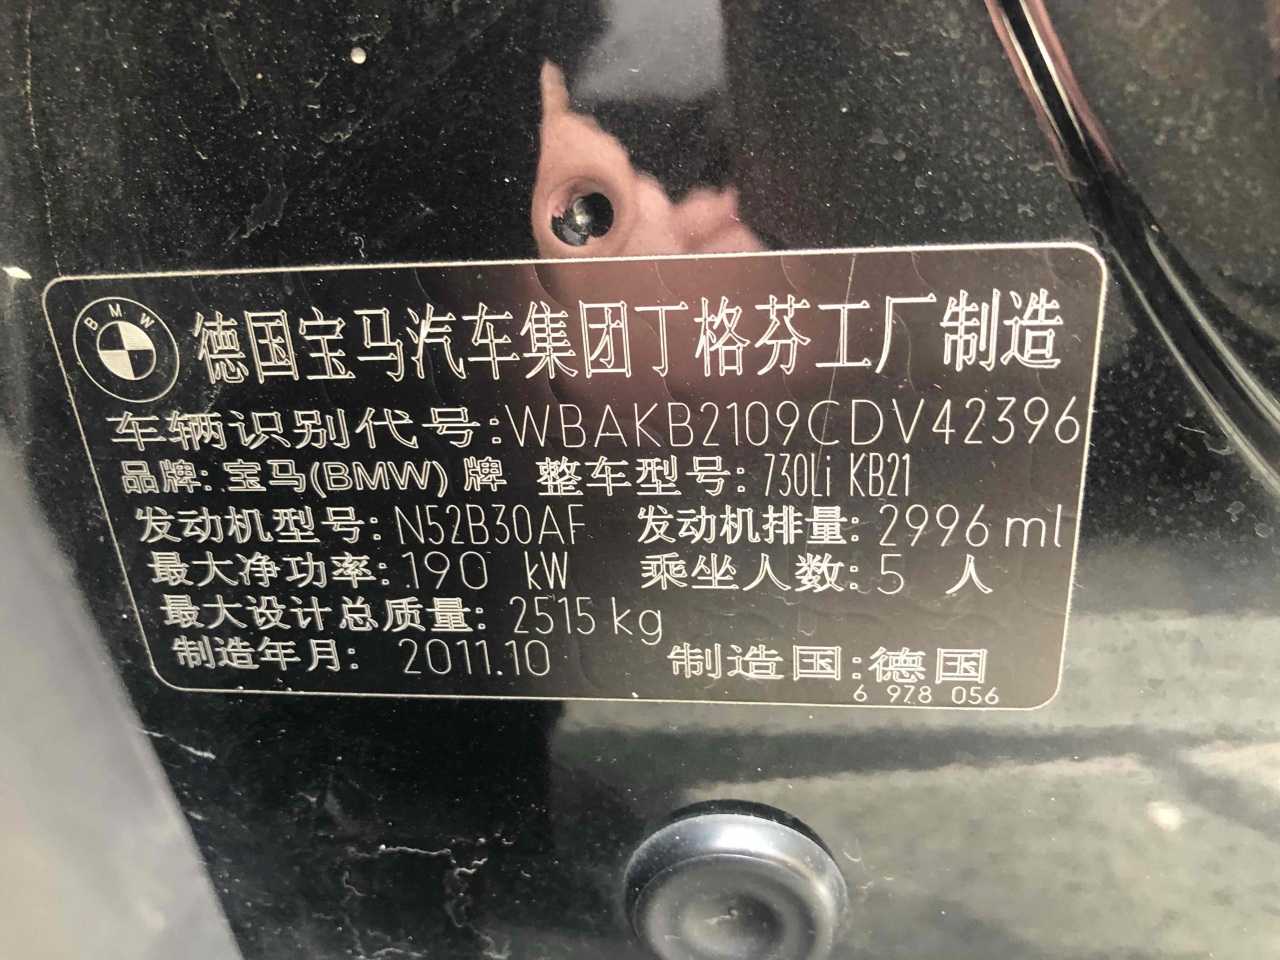 BMW
德国宝马汽车集团丁格芬工厂制造
车辆识别代号:WBAKB2109CDV42396
品牌:宝马(BMW)牌 整车型号:730Li KB21
发动机型号:N52B30AF 发动机排量:2996ml
最大净功率:190 kW 乘坐人数:5 人
最大设计总质量:2515kg
制造年月:2011.10 制造国:德国
6 978 056